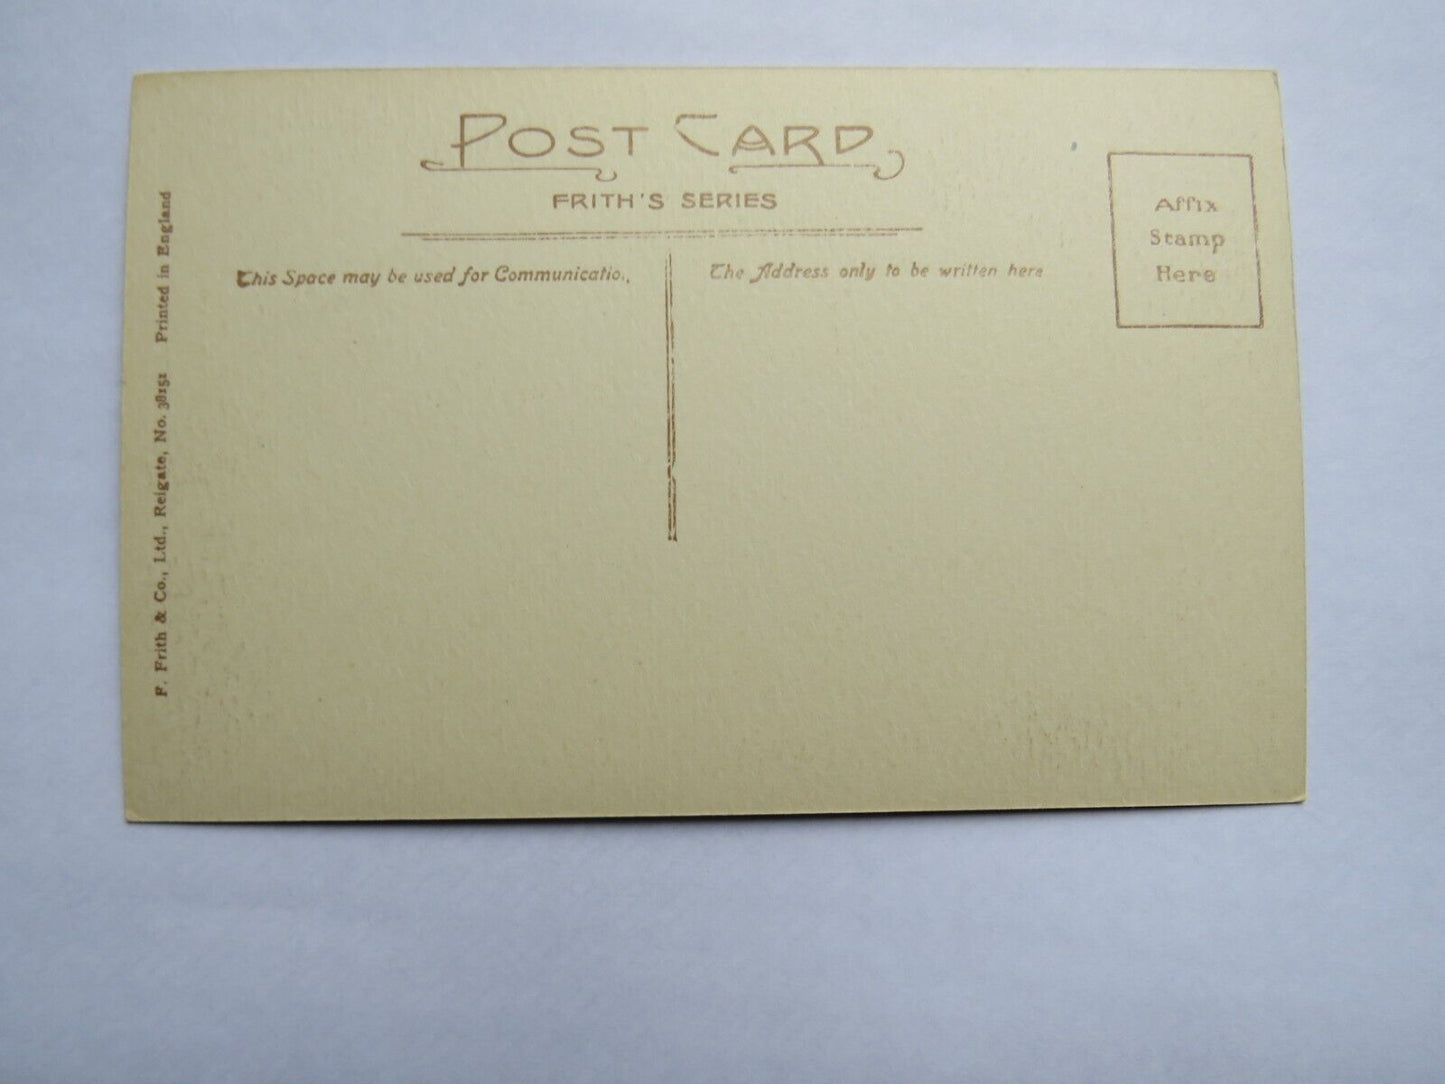 POST CARD
FRITH'S SERIES
This Space may be used for Communicatio.,
The Address only to be written here
Affix
Stamp
Here
F. Frith & Co., Ltd., Reigate, No. 38151 Printed in England